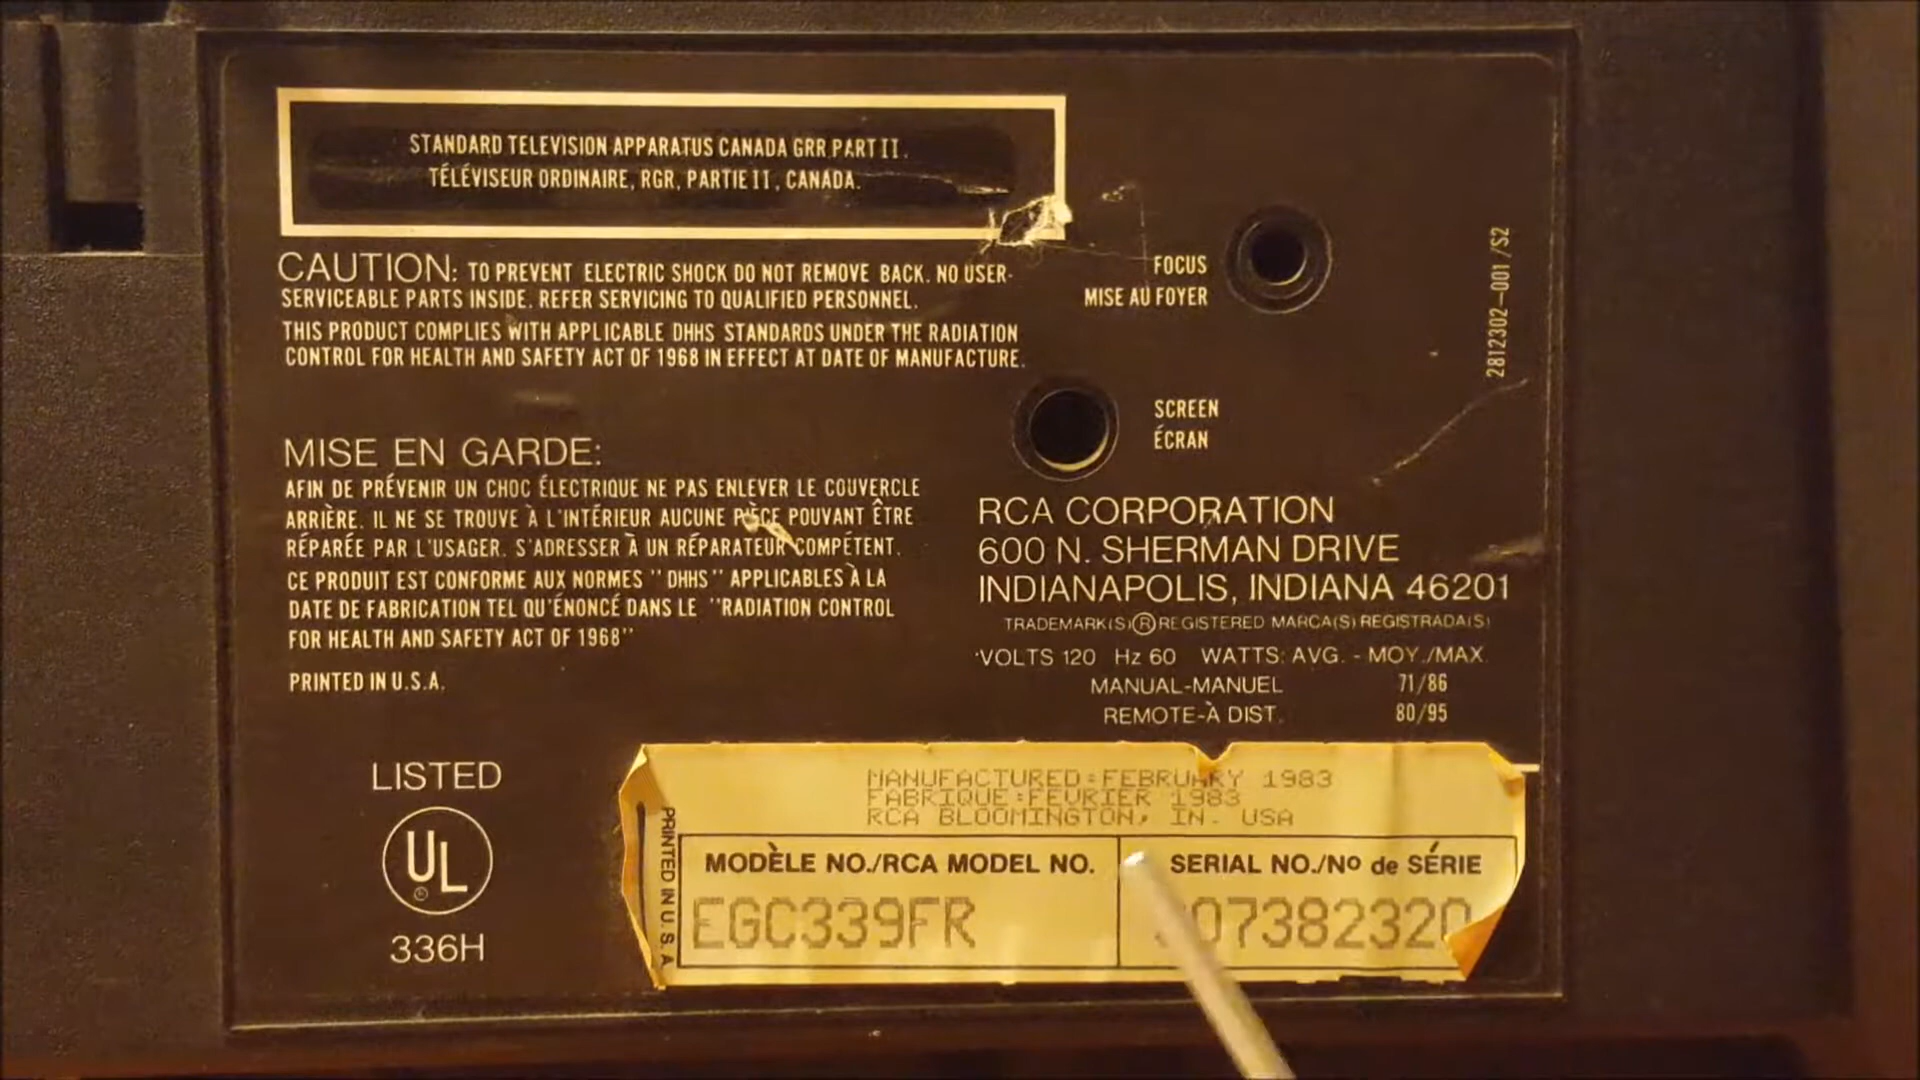 STANDARD TELEVISION APPARATUS CANADA GRR PART II.
TÉLÉVISEUR ORDINAIRE, RGR, PARTIE II, CANADA.
CAUTION: TO PREVENT ELECTRIC SHOCK DO NOT REMOVE BACK. NO USER-
SERVICEABLE PARTS INSIDE. REFER SERVICING TO QUALIFIED PERSONNEL.
THIS PRODUCT COMPLIES WITH APPLICABLE DHHS STANDARDS UNDER THE RADIATION
CONTROL FOR HEALTH AND SAFETY ACT OF 1968 IN EFFECT AT DATE OF MANUFACTURE.
MISE EN GARDE:
AFIN DE PRÉVENIR UN CHOC ÉLECTRIQUE NE PAS ENLEVER LE COUVERCLE
ARRIÈRE. IL NE SE TROUVE À L'INTÉRIEUR AUCUNE PIÈCE POUVANT ÊTRE
RÉPARÉE PAR L'USAGER. S'ADRESSER À UN RÉPARATEUR COMPÉTENT.
CE PRODUIT EST CONFORME AUX NORMES "DHHS" APPLICABLES À LA
DATE DE FABRICATION TEL QU'ÉNONCÉ DANS LE "RADIATION CONTROL
FOR HEALTH AND SAFETY ACT OF 1968"
PRINTED IN U.S.A.
FOCUS
MISE AU FOYER
SCREEN
ÉCRAN
2812302-001/S2
RCA CORPORATION
600 N. SHERMAN DRIVE
INDIANAPOLIS, INDIANA 46201
TRADEMARK(S)® REGISTERED MARCA(S) REGISTRADA(S)
VOLTS 120 Hz 60 WATTS: AVG. - MOY./MAX.
MANUAL-MANUEL 71/86
REMOTE-À DIST. 80/95
LISTED
UL ®
336H
PRINTED IN U.S.A.
MANUFACTURED:FEBRUARY 1983
FABRIQUE:FEVRIER 1983
RCA BLOOMINGTON, IN. USA
MODÈLE NO./RCA MODEL NO.
SERIAL NO./Nº de SÉRIE
EGC339FR